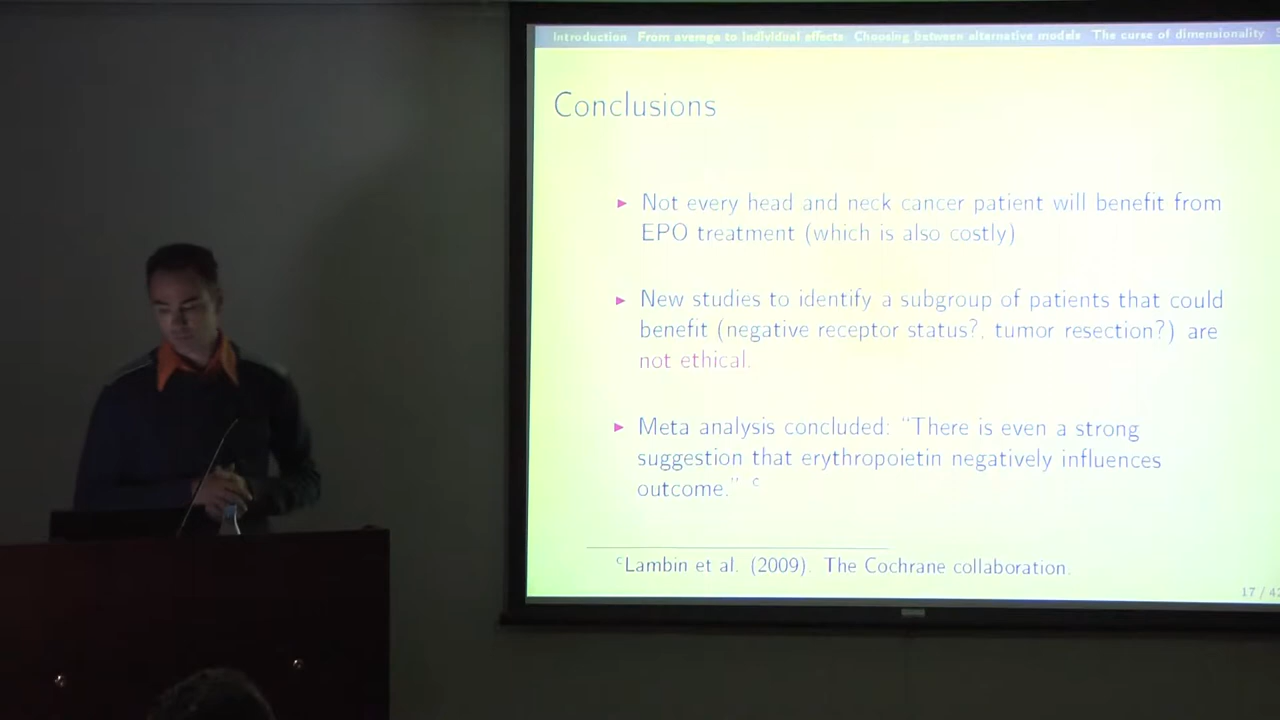 Introduction From average to individual effects Choosing between alternative models The curse of dimensionality S
Conclusions
► Not every head and neck cancer patient will benefit from
EPO treatment (which is also costly)
► New studies to identify a subgroup of patients that could
benefit (negative receptor status?, tumor resection?) are
not ethical.
► Meta analysis concluded: “There is even a strong
suggestion that erythropoietin negatively influences
outcome.” c
cLambin et al. (2009). The Cochrane collaboration.
17 / 42